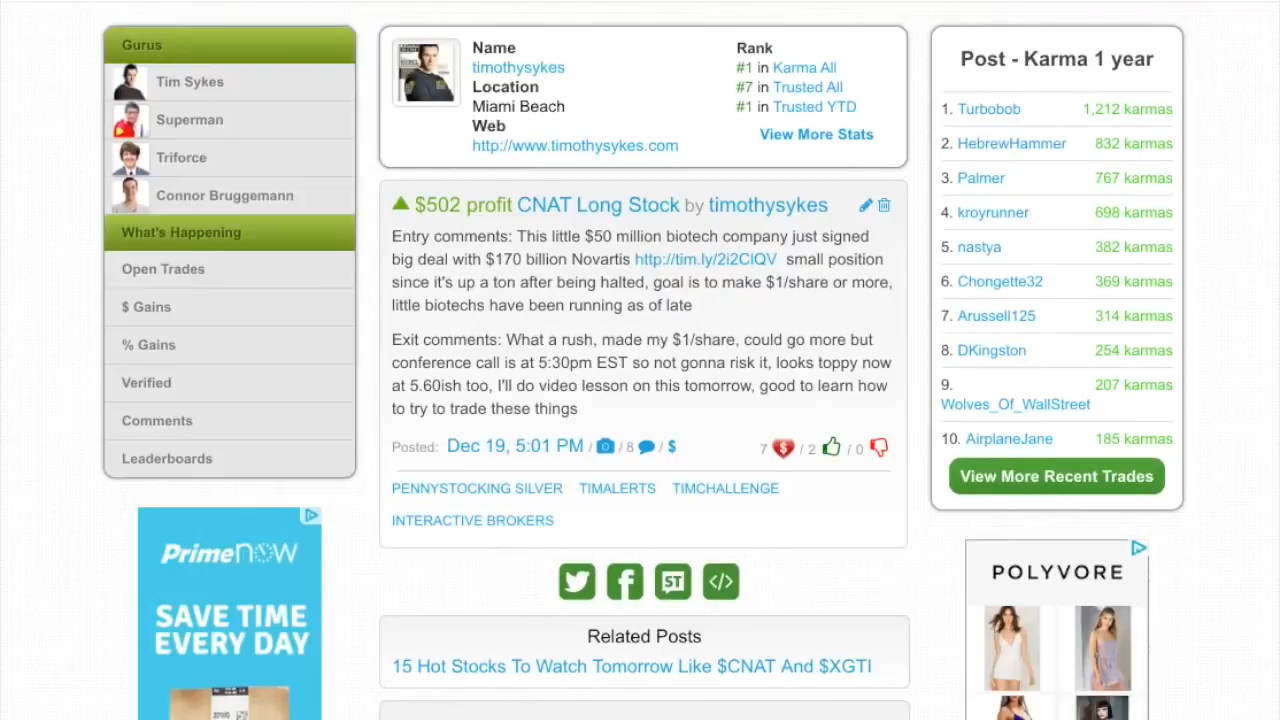 Gurus
Tim Sykes
Superman
Triforce
Connor Bruggemann
What's Happening
Open Trades
$ Gains
% Gains
Verified
Comments
Leaderboards
PrimeNOW
SAVE TIME
EVERY DAY
Name
timothysykes
Location
Miami Beach
Web
http://www.timothysykes.com
Rank
#1 in Karma All
#7 in Trusted All
#1 in Trusted YTD
View More Stats
$502 profit CNAT Long Stock by timothysykes
Entry comments: This little $50 million biotech company just signed
big deal with $170 billion Novartis http://tim.ly/2i2ClQV small position
since it's up a ton after being halted, goal is to make $1/share or more,
little biotechs have been running as of late
Exit comments: What a rush, made my $1/share, could go more but
conference call is at 5:30pm EST so not gonna risk it, looks toppy now
at 5.60ish too, I'll do video lesson on this tomorrow, good to learn how
to try to trade these things
Posted: Dec 19, 5:01 PM / / 8 / $
7 $ / 2 / 0
PENNYSTOCKING SILVER TIMALERTS TIMCHALLENGE
INTERACTIVE BROKERS
ST </>
Related Posts
15 Hot Stocks To Watch Tomorrow Like $CNAT And $XGTI
Post - Karma 1 year
1. Turbobob 1,212 karmas
2. HebrewHammer 832 karmas
3. Palmer 767 karmas
4. kroyrunner 698 karmas
5. nastya 382 karmas
6. Chongette32 369 karmas
7. Arussell125 314 karmas
8. DKingston 254 karmas
9. 207 karmas
Wolves_Of_WallStreet
10. AirplaneJane 185 karmas
View More Recent Trades
POLYVORE